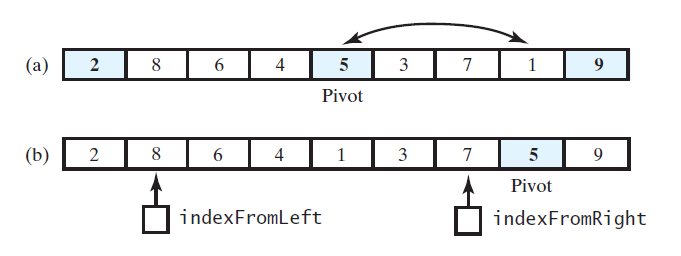 (a) 2 8 6 4 5 3 7 1 9
Pivot
(b) 2 8 6 4 1 3 7 5 9
Pivot
indexFromLeft indexFromRight